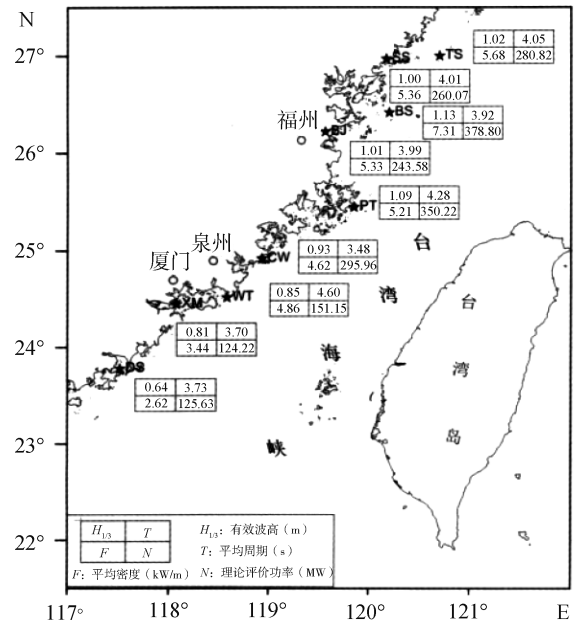 N
27°
26°
25°
24°
23°
22°
117°
118°
119°
120°
121°
E
SS
TS
1.02 4.05
5.68 280.82
1.00 4.01
5.36 260.07
BS
1.13 3.92
7.31 378.80
福州
BJ
1.01 3.99
5.33 243.58
PT
1.09 4.28
5.21 350.22
泉州
CW
0.93 3.48
4.62 295.96
厦门
XM
WT
0.85 4.60
4.86 151.15
0.81 3.70
3.44 124.22
DS
0.64 3.73
2.62 125.63
台
湾
海
峡
台
湾
岛
H1/3 T
F N
H1/3: 有效波高(m)
T: 平均周期(s)
F: 平均密度(kW/m) N: 理论评价功率(MW)